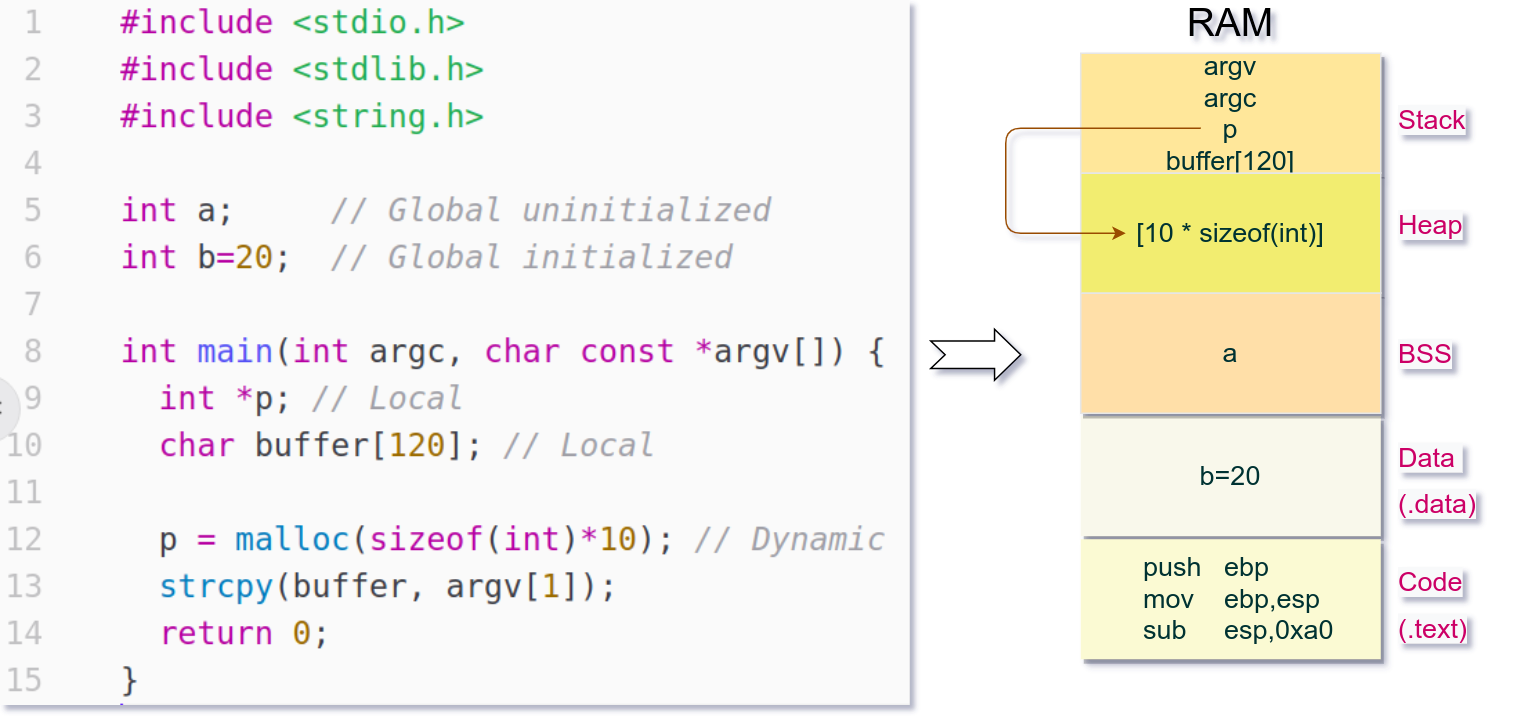 1 #include <stdio.h>
2 #include <stdlib.h>
3 #include <string.h>
4
5 int a;     // Global uninitialized
6 int b=20;  // Global initialized
7
8 int main(int argc, char const *argv[]) {
9   int *p; // Local
10   char buffer[120]; // Local
11
12   p = malloc(sizeof(int)*10); // Dynamic
13   strcpy(buffer, argv[1]);
14   return 0;
15 }
RAM
argv
argc
p
buffer[120]
Stack
[10 * sizeof(int)]
Heap
a
BSS
b=20
Data
(.data)
push ebp
mov ebp,esp
sub esp,0xa0
Code
(.text)